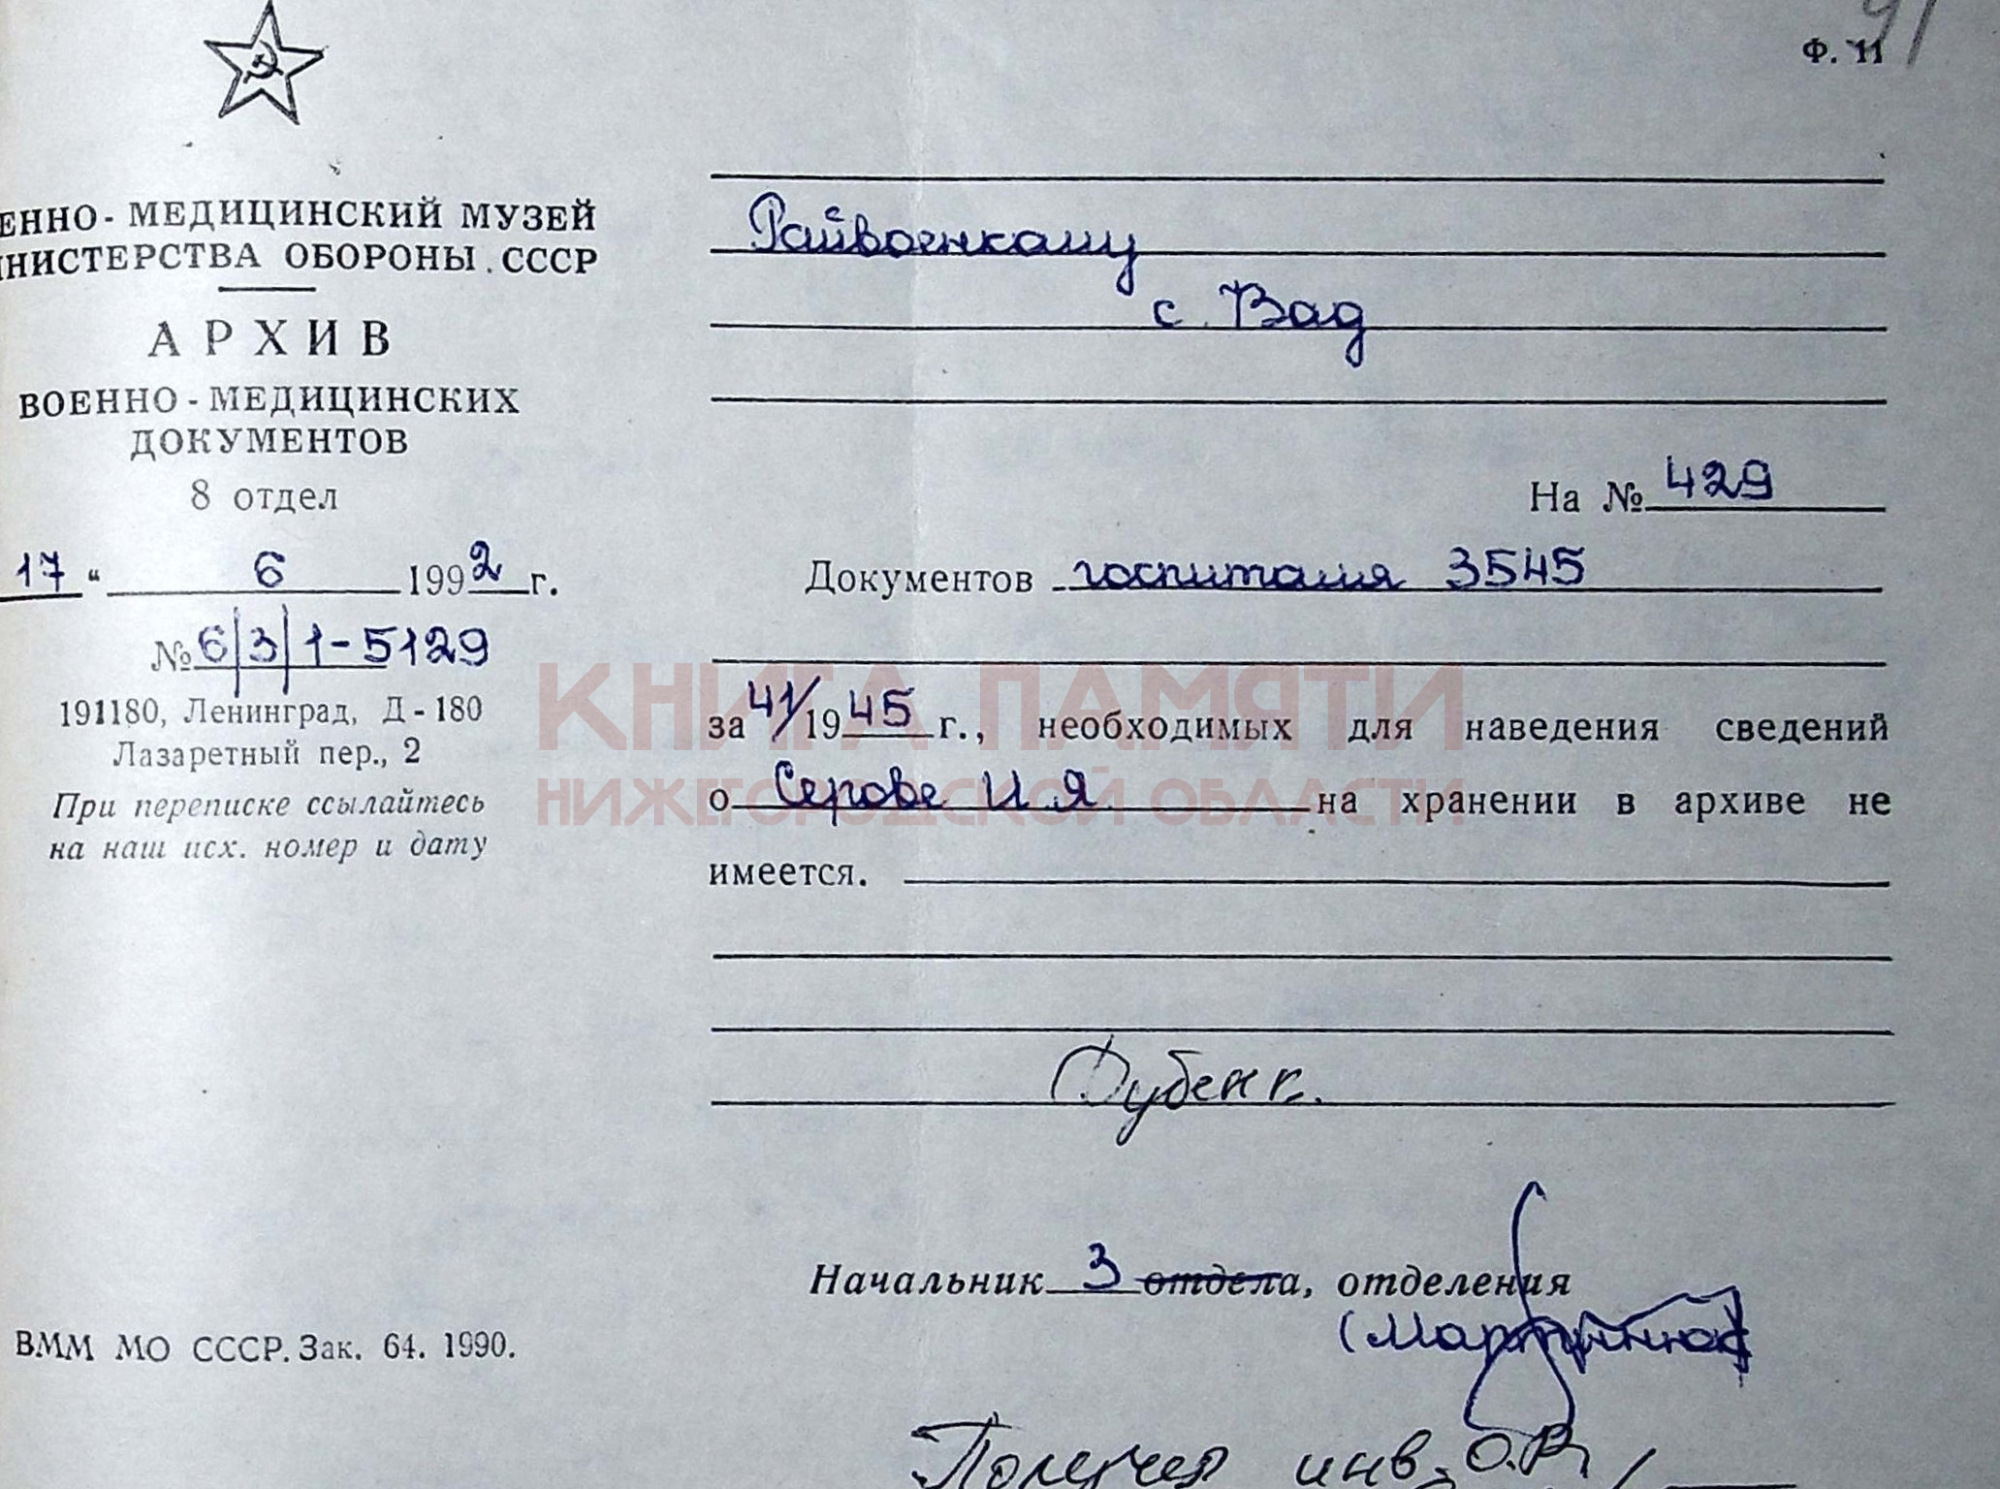 91
Ф. 11
ЕННО - МЕДИЦИНСКИЙ МУЗЕЙ
НИСТЕРСТВА ОБОРОНЫ СССР
АРХИВ
ВОЕННО - МЕДИЦИНСКИХ
ДОКУМЕНТОВ
8 отдел
17 " 6 1992 г.
№ 6/3/1-5129
191180, Ленинград, Д - 180
Лазаретный пер., 2
При переписке ссылайтесь
на наш исх. номер и дату
Райвоенкому
с. Вад
На № 429
Документов госпиталя 3545
за 41/1945 г., необходимых для наведения сведений
о Серове И Я на хранении в архиве не
имеется.
КНИГА ПАМЯТИ
НИЖЕГОРОДСКОЙ ОБЛАСТИ
Начальник 3 отдела, отделения
ВММ МО СССР. Зак. 64. 1990.
инв. О.В